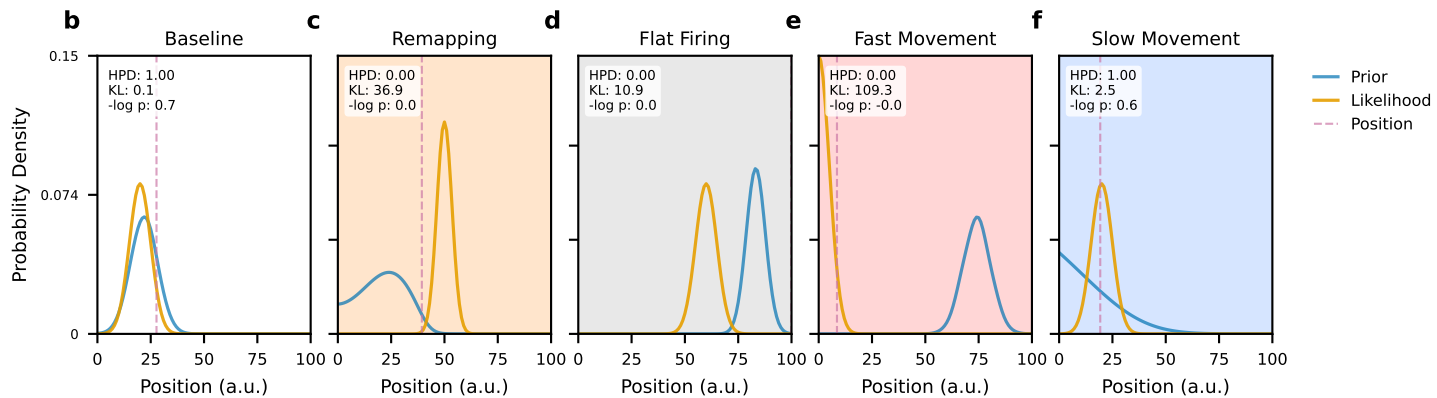 b
Baseline
HPD: 1.00
KL: 0.1
-log p: 0.7
0.15
0.074
0
Probability Density
0 25 50 75 100
Position (a.u.)
c
Remapping
HPD: 0.00
KL: 36.9
-log p: 0.0
0 25 50 75 100
Position (a.u.)
d
Flat Firing
HPD: 0.00
KL: 10.9
-log p: 0.0
0 25 50 75 100
Position (a.u.)
e
Fast Movement
HPD: 0.00
KL: 109.3
-log p: -0.0
0 25 50 75 100
Position (a.u.)
f
Slow Movement
HPD: 1.00
KL: 2.5
-log p: 0.6
0 25 50 75 100
Position (a.u.)
Prior
Likelihood
Position